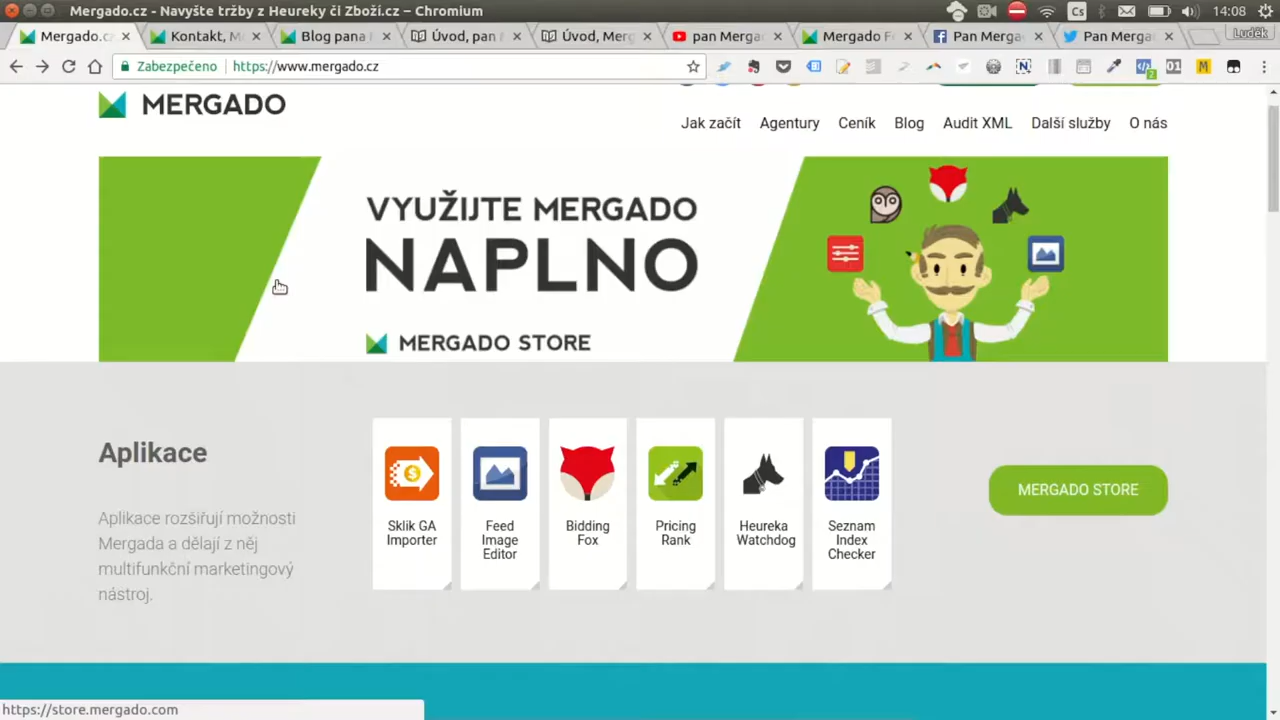 Mergado.cz - Navyšte tržby z Heureky či Zboží.cz – Chromium
Cs
14:08
Mergado.c
Kontakt, M
Blog pana
Úvod, pan
Úvod, Merg
pan Merga
Mergado F
Pan Merga
Pan Merga
Luděk
Zabezpečeno
https://www.mergado.cz
2
01
M
MERGADO
Jak začít
Agentury
Ceník
Blog
Audit XML
Další služby
O nás
VYUŽIJTE MERGADO
NAPLNO
MERGADO STORE
Aplikace
Aplikace rozšiřují možnosti
Mergada a dělají z něj
multifunkční marketingový
nástroj.
Sklik GA
Importer
Feed
Image
Editor
Bidding
Fox
Pricing
Rank
Heureka
Watchdog
Seznam
Index
Checker
MERGADO STORE
https://store.mergado.com